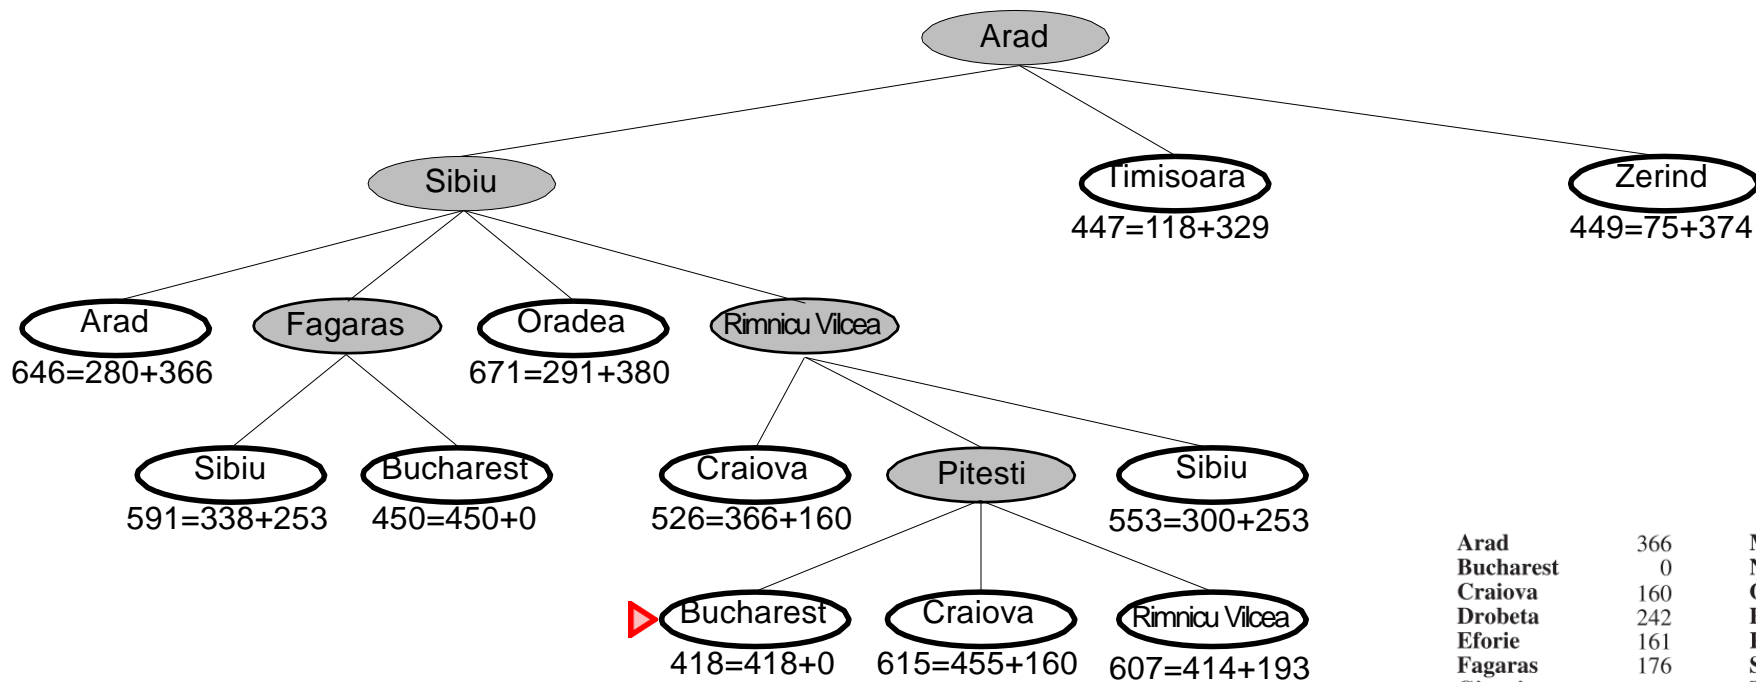 Arad
Sibiu
Timisoara
Zerind
447=118+329
449=75+374
Arad
Fagaras
Oradea
Rimnicu Vilcea
646=280+366
671=291+380
Sibiu
Bucharest
Craiova
Pitesti
Sibiu
591=338+253
450=450+0
526=366+160
553=300+253
Bucharest
Craiova
Rimnicu Vilcea
418=418+0
615=455+160
607=414+193
Arad 366
Bucharest 0
Craiova 160
Drobeta 242
Eforie 161
Fagaras 176